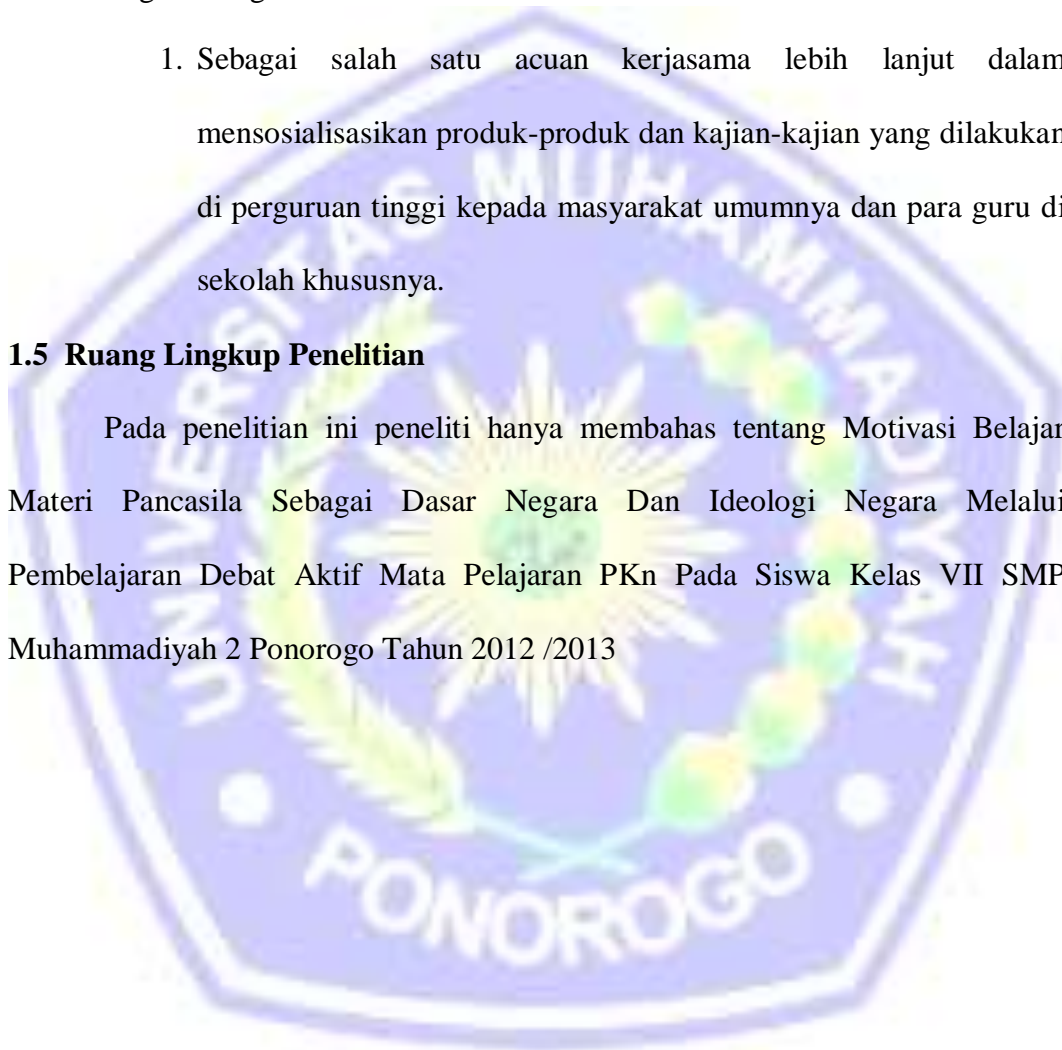 1. Sebagai salah satu acuan kerjasama lebih lanjut dalam
mensosialisasikan produk-produk dan kajian-kajian yang dilakukan
di perguruan tinggi kepada masyarakat umumnya dan para guru di
sekolah khususnya.
1.5 Ruang Lingkup Penelitian
Pada penelitian ini peneliti hanya membahas tentang Motivasi Belajar
Materi Pancasila Sebagai Dasar Negara Dan Ideologi Negara Melalui
Pembelajaran Debat Aktif Mata Pelajaran PKn Pada Siswa Kelas VII SMP
Muhammadiyah 2 Ponorogo Tahun 2012 /2013
UNIVERSITAS MUHAMMADIYAH
PONOROGO